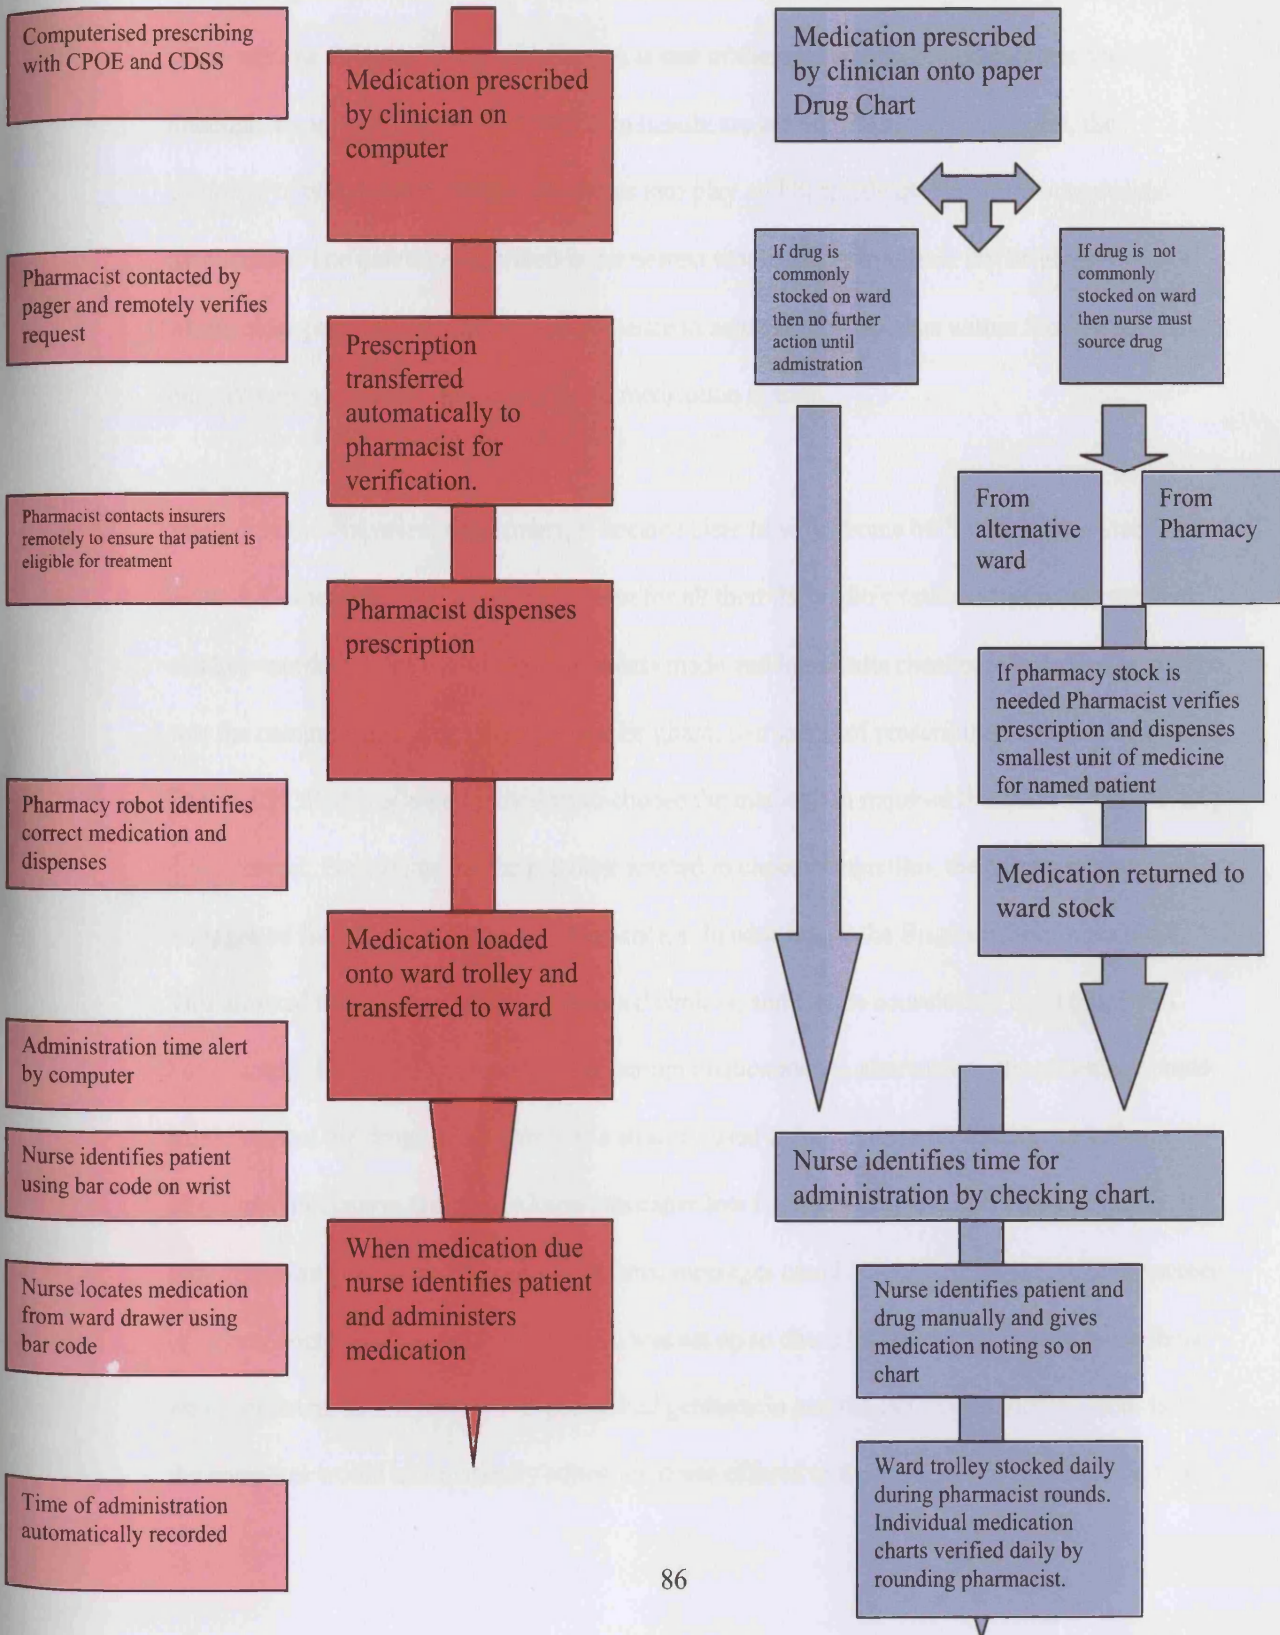 Computerised prescribing
with CPOE and CDSS
Pharmacist contacted by
pager and remotely verifies
request
Pharmacist contacts insurers
remotely to ensure that patient is
eligible for treatment
Pharmacy robot identifies
correct medication and
dispenses
Administration time alert
by computer
Nurse identifies patient
using bar code on wrist
Nurse locates medication
from ward drawer using
bar code
Time of administration
automatically recorded
Medication prescribed
by clinician on
computer
Prescription
transferred
automatically to
pharmacist for
verification.
Pharmacist dispenses
prescription
Medication loaded
onto ward trolley and
transferred to ward
When medication due
nurse identifies patient
and administers
medication
Medication prescribed
by clinician onto paper
Drug Chart
If drug is
commonly
stocked on ward
then no further
action until
admistration
If drug is not
commonly
stocked on ward
then nurse must
source drug
From
alternative
ward
From
Pharmacy
If pharmacy stock is
needed Pharmacist verifies
prescription and dispenses
smallest unit of medicine
for named patient
Medication returned to
ward stock
Nurse identifies time for
administration by checking chart.
Nurse identifies patient and
drug manually and gives
medication noting so on
chart
Ward trolley stocked daily
during pharmacist rounds.
Individual medication
charts verified daily by
rounding pharmacist.
86